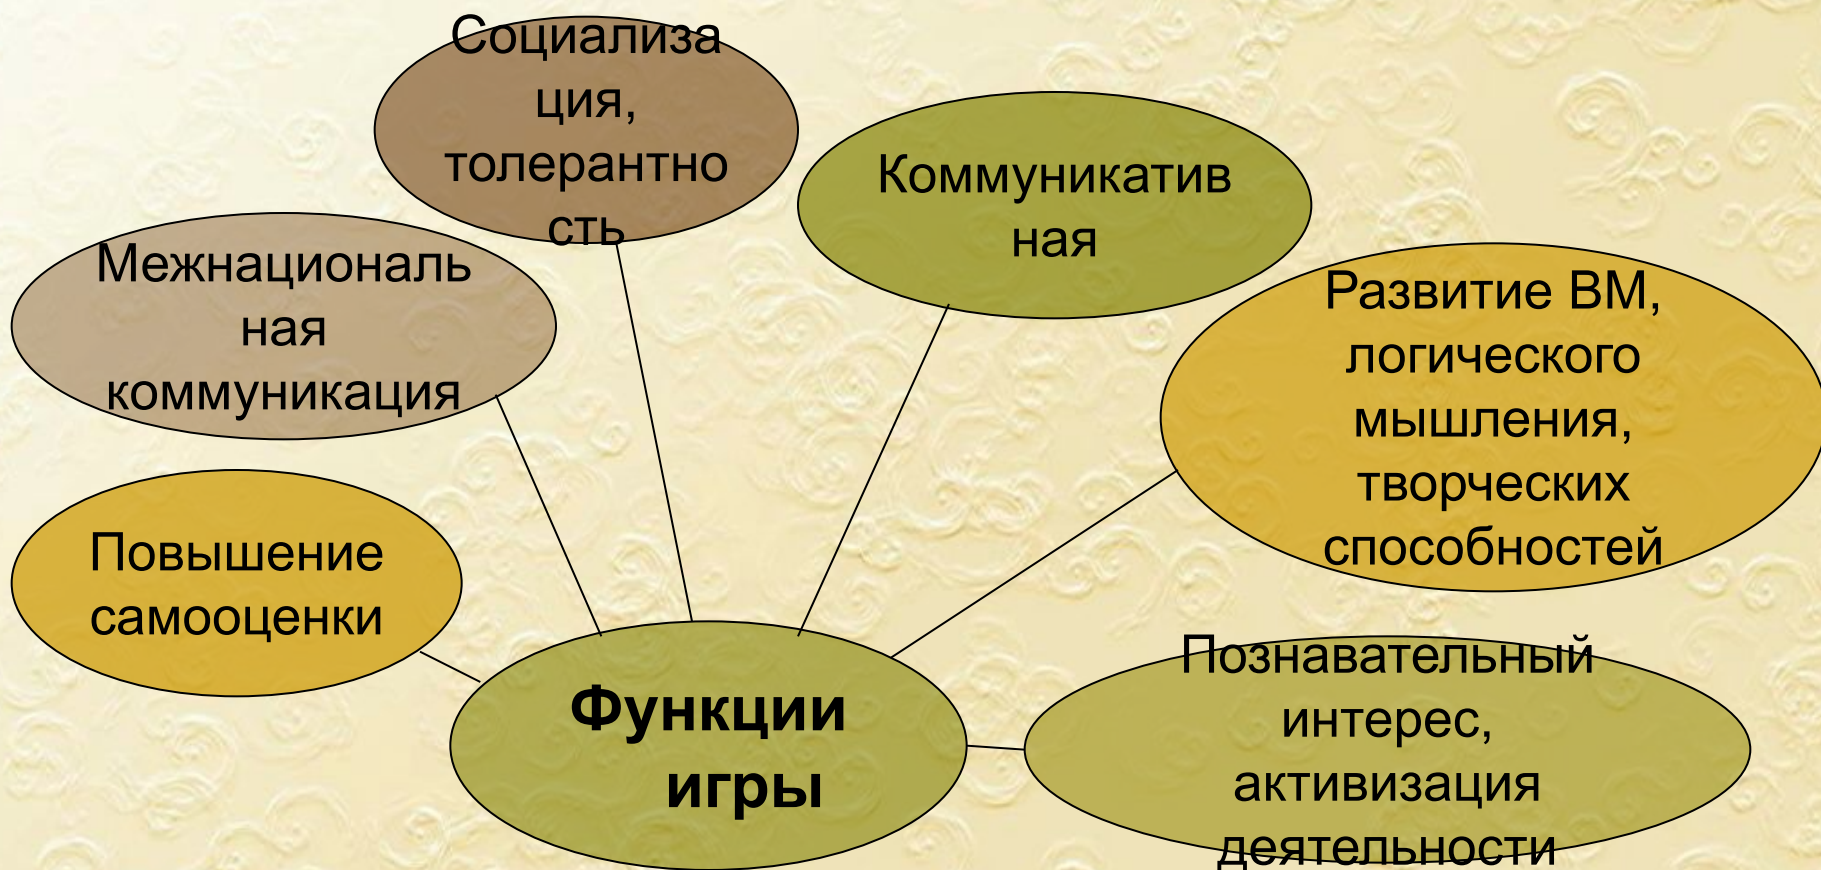 Социализа
ция,
толерантно
сть
Коммуникатив
ная
Межнациональ
ная
коммуникация
Развитие ВМ,
логического
мышления,
творческих
способностей
Повышение
самооценки
Функции
игры
Познавательный
интерес,
активизация
деятельности